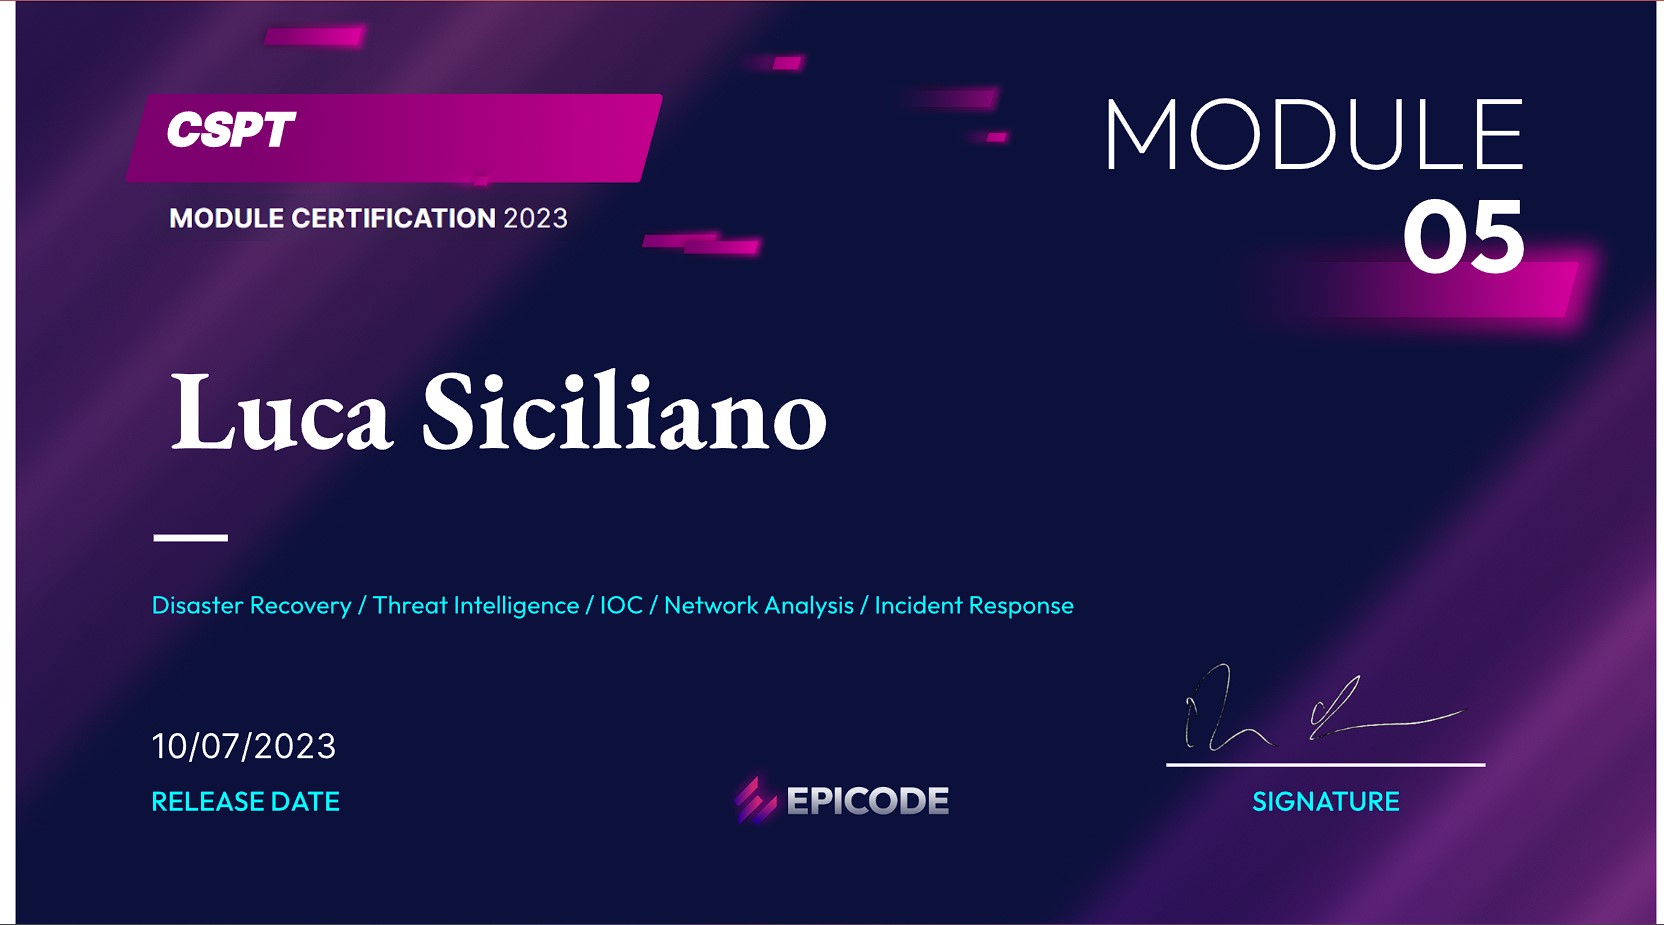 CSPT
MODULE CERTIFICATION 2023
MODULE
05
Luca Siciliano
Disaster Recovery / Threat Intelligence / IOC / Network Analysis / Incident Response
10/07/2023
RELEASE DATE
EPICODE
SIGNATURE